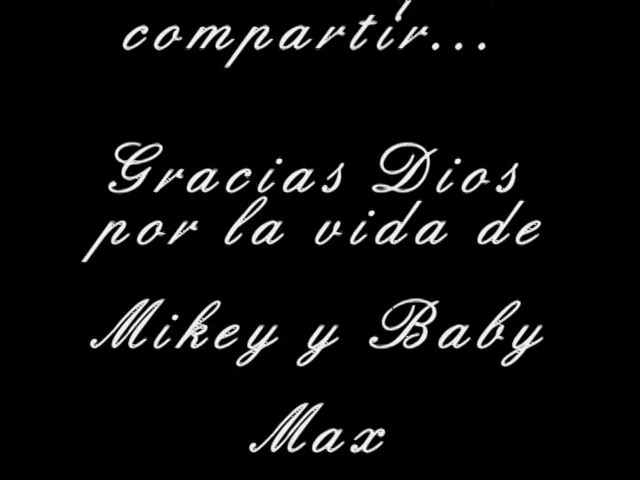 compartir...
Gracias Dios
por la vida de
Mikey y Baby
Max